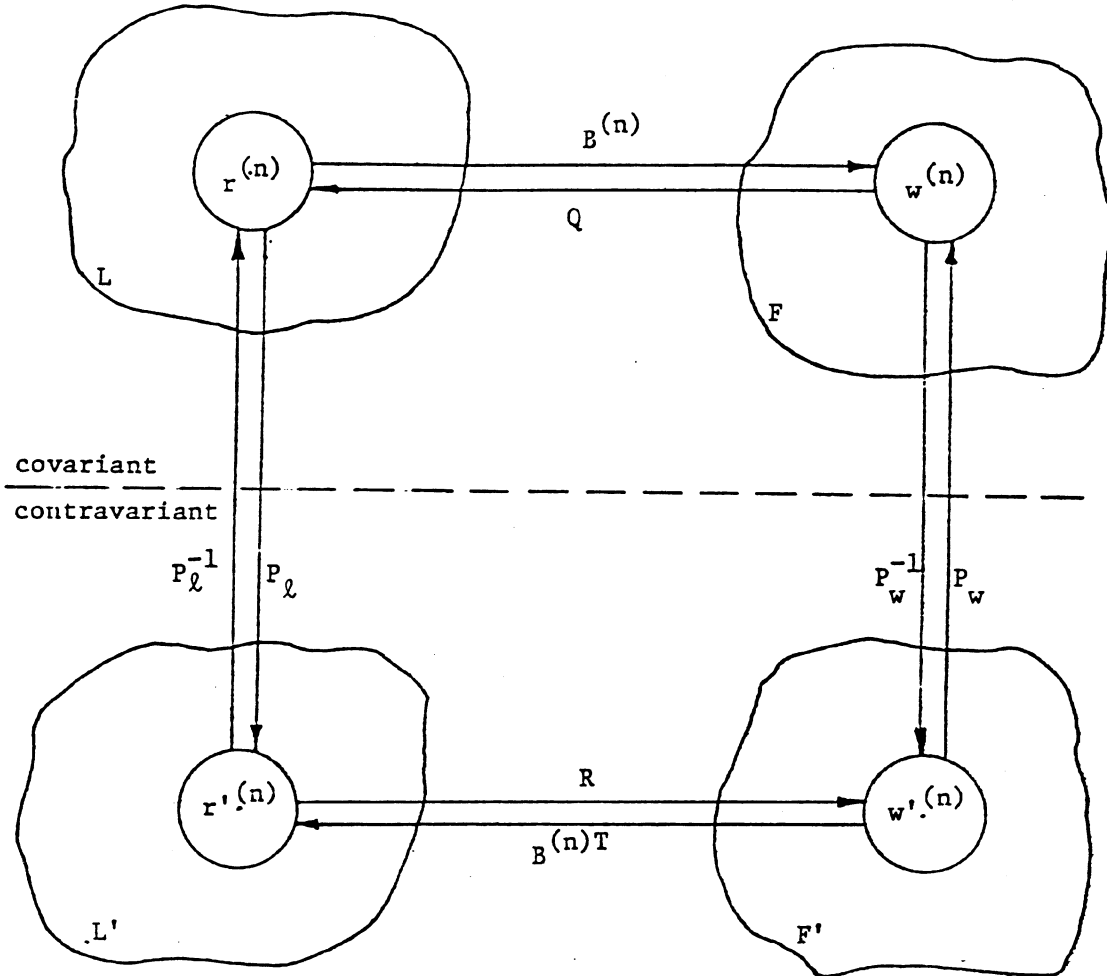 B^(n)
r^(n)
w^(n)
Q
L
F
covariant
contravariant
P_ℓ^-1 P_ℓ
P_w^-1 P_w
R
r'^(n)
w'^(n)
B^(n)T
L'
F'